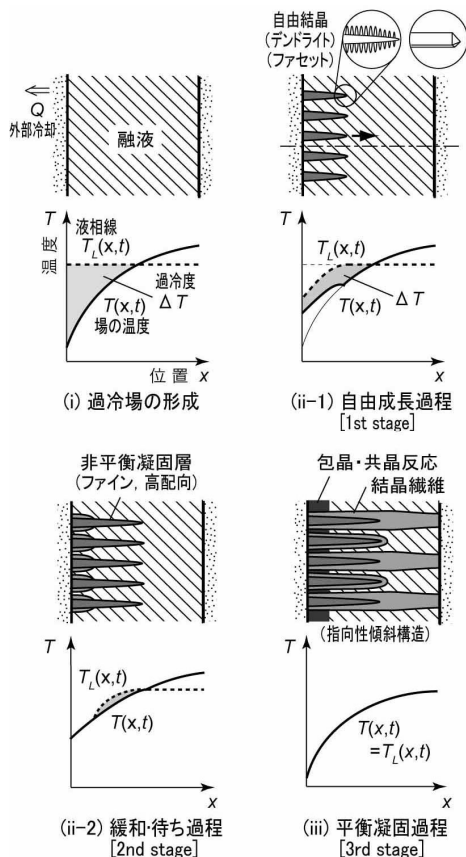 Q
外部冷却
融液
T
温度
液相線
T_L(x,t)
過冷度
ΔT
T(x,t)
場の温度
位置 x
(i) 過冷場の形成
自由結晶
(デンドライト)
(ファセット)
T
T_L(x,t)
T(x,t)
ΔT
x
(ii-1) 自由成長過程
[1st stage]
非平衡凝固層
(ファイン, 高配向)
T
T_L(x,t)
T(x,t)
x
(ii-2) 緩和・待ち過程
[2nd stage]
包晶・共晶反応
結晶繊維
(指向性傾斜構造)
T
T(x,t)
=T_L(x,t)
x
(iii) 平衡凝固過程
[3rd stage]